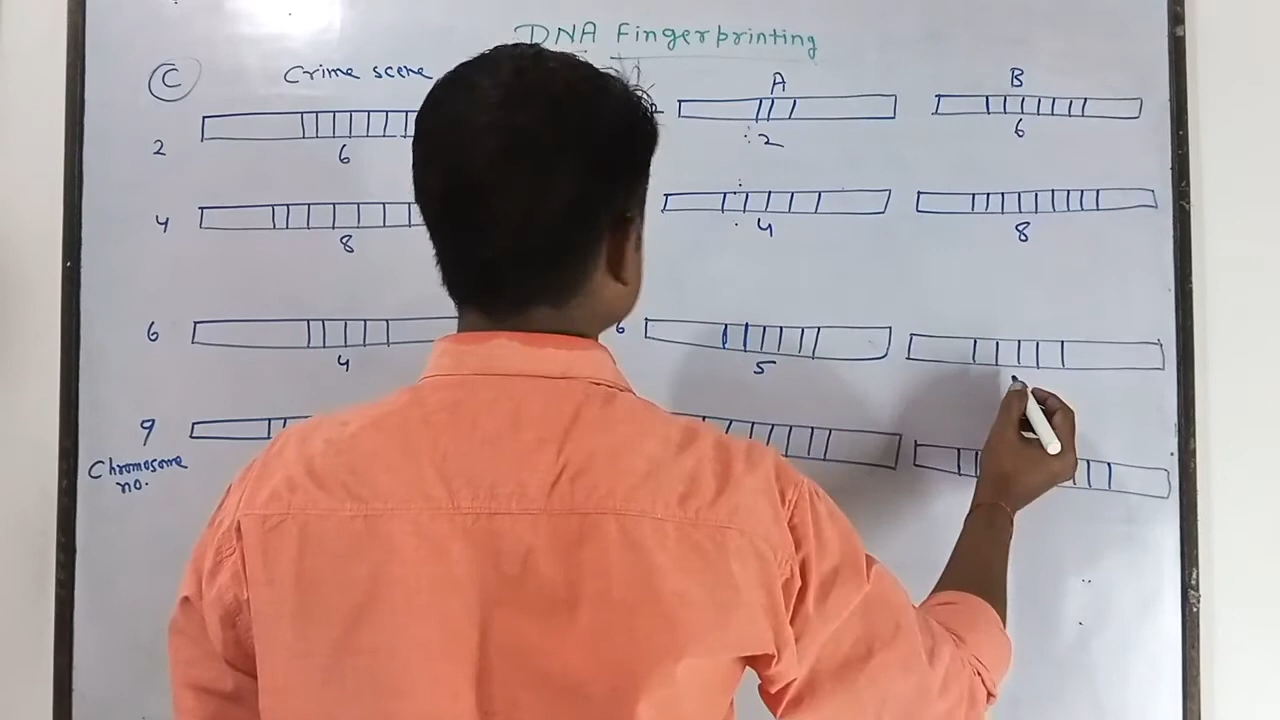 DNA Fingerprinting
C Crime scene A B
2 6 2 6
4 8 4 8
6 4 6 5
9
Chromosome
no.